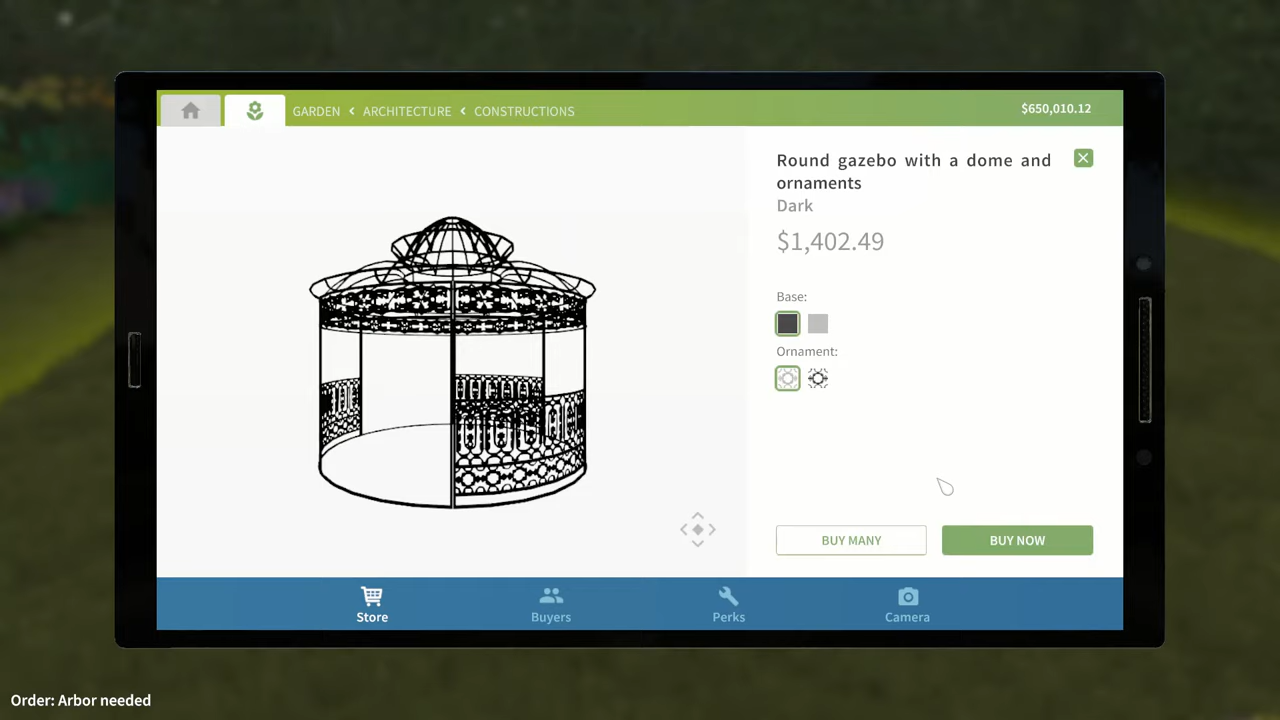 GARDEN < ARCHITECTURE < CONSTRUCTIONS
$650,010.12
Round gazebo with a dome and
ornaments
Dark
$1,402.49
Base:
Ornament:
BUY MANY
BUY NOW
Store
Buyers
Perks
Camera
Order: Arbor needed